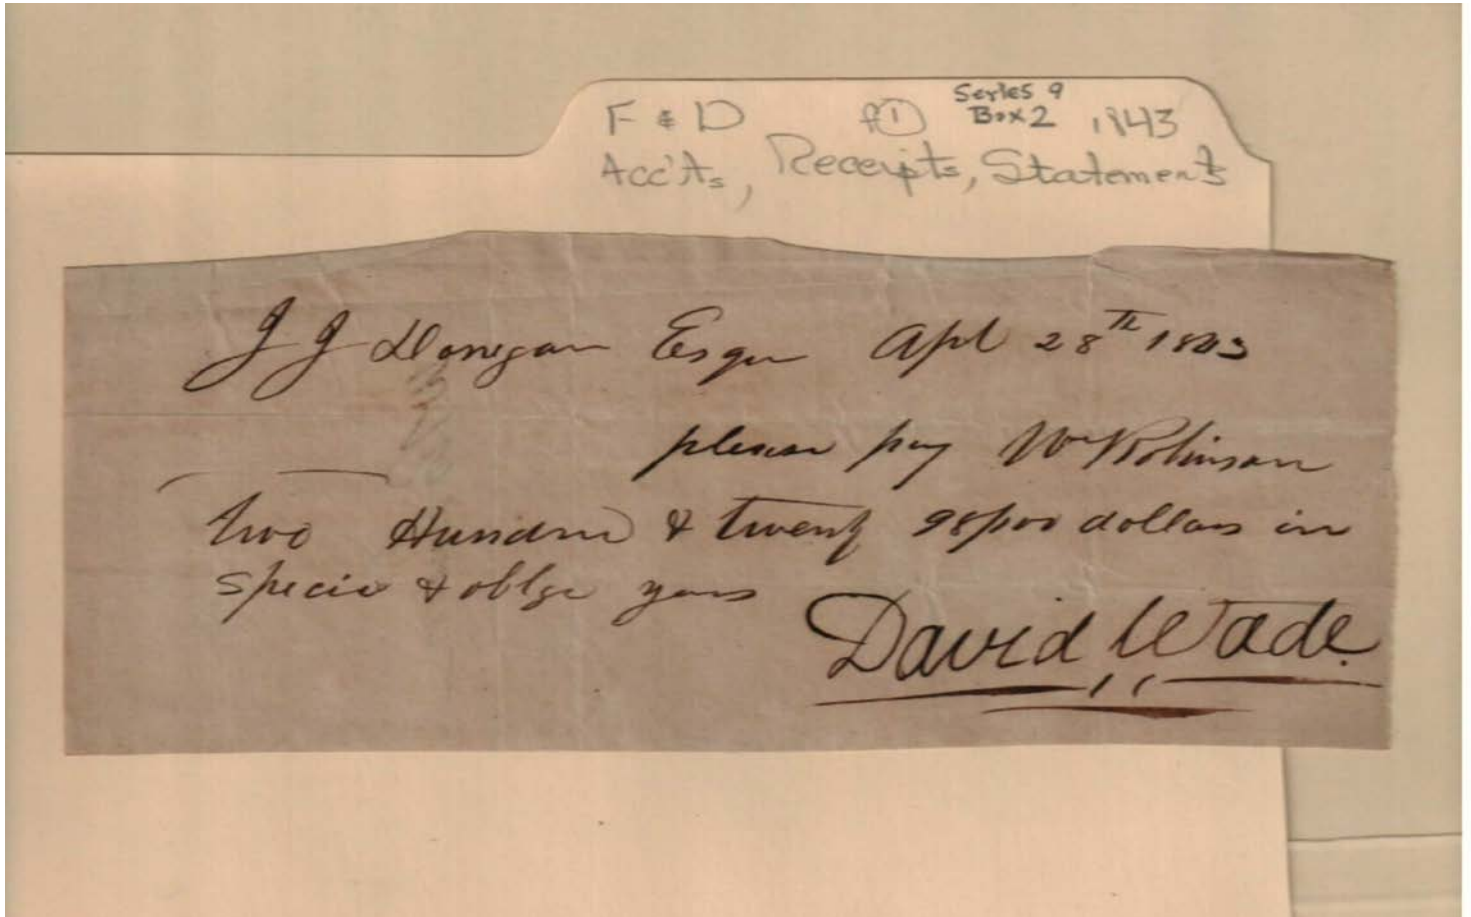 F & D f① Series 9
Box 2 1843
Acc'ts, Receipts, Statements
J J Donegan Esqr Apl 28th 1843
please pay Wm Robinson
two Hundred & twenty 98/100 dollars in
Specie & oblge yours
David Wade.